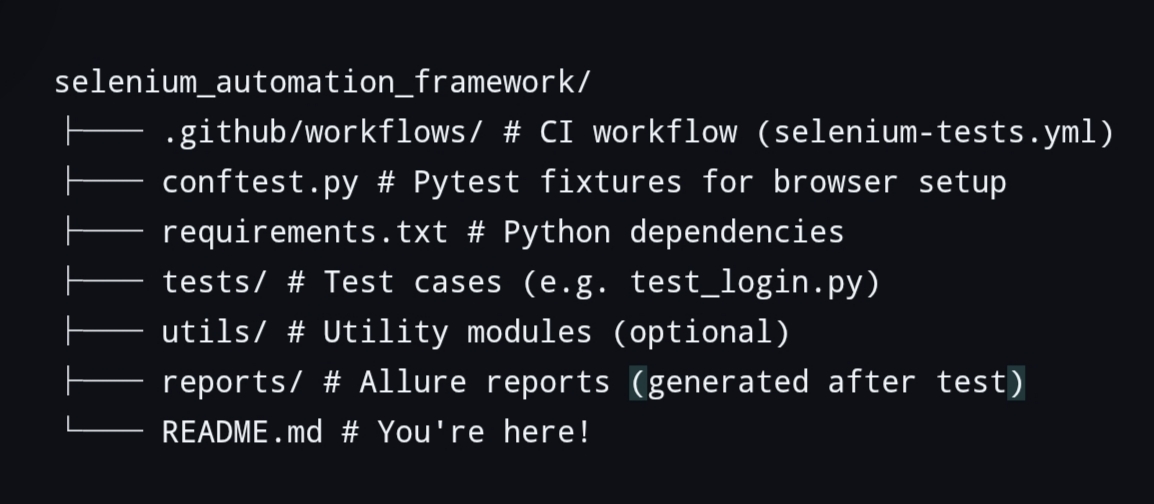 selenium_automation_framework/
├── .github/workflows/ # CI workflow (selenium-tests.yml)
├── conftest.py # Pytest fixtures for browser setup
├── requirements.txt # Python dependencies
├── tests/ # Test cases (e.g. test_login.py)
├── utils/ # Utility modules (optional)
├── reports/ # Allure reports (generated after test)
└── README.md # You're here!